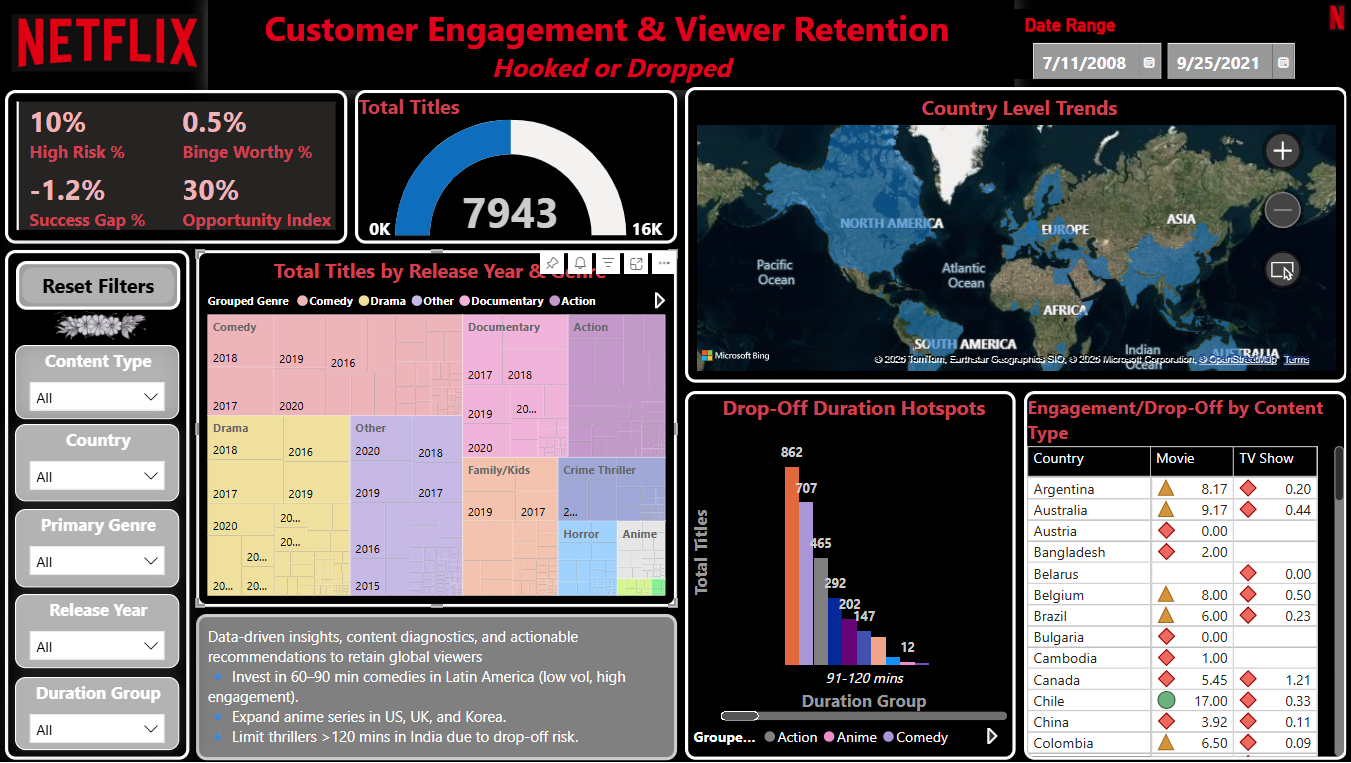 NETFLIX
Customer Engagement & Viewer Retention
Hooked or Dropped
Date Range
N
7/11/2008
9/25/2021
10%
High Risk %
0.5%
Binge Worthy %
-1.2%
Success Gap %
30%
Opportunity Index
Total Titles
7943
0K
16K
Country Level Trends
NORTH AMERICA
EUROPE
ASIA
Pacific
Ocean
Atlantic
Ocean
AFRICA
SOUTH AMERICA
Indian
Ocean
AUSTRALIA
Microsoft Bing
© 2025 TomTom, Earthstar Geographics SIO, © 2025 Microsoft Corporation, © OpenStreetMap Terms
Reset Filters
Content Type
All
Country
All
Primary Genre
All
Release Year
All
Duration Group
All
Total Titles by Release Year & Genre
Grouped Genre Comedy Drama Other Documentary Action
Comedy
2018
2019
2016
2017
2020
Documentary
2017
2018
2019
20...
2020
Action
Drama
2018
2016
2017
2019
2020
20...
20...
20...
20...
20...
Other
2020
2018
2019
2017
2016
2015
Family/Kids
2019
2017
Crime Thriller
2...
Horror
Anime
Data-driven insights, content diagnostics, and actionable
recommendations to retain global viewers
Invest in 60–90 min comedies in Latin America (low vol, high
engagement).
Expand anime series in US, UK, and Korea.
Limit thrillers >120 mins in India due to drop-off risk.
Drop-Off Duration Hotspots
Total Titles
862
707
465
292
202
147
12
91-120 mins
Duration Group
Groupe... Action Anime Comedy
Engagement/Drop-Off by Content
Type
Country Movie TV Show
Argentina 8.17 0.20
Australia 9.17 0.44
Austria 0.00
Bangladesh 2.00
Belarus 0.00
Belgium 8.00 0.50
Brazil 6.00 0.23
Bulgaria 0.00
Cambodia 1.00
Canada 5.45 1.21
Chile 17.00 0.33
China 3.92 0.11
Colombia 6.50 0.09